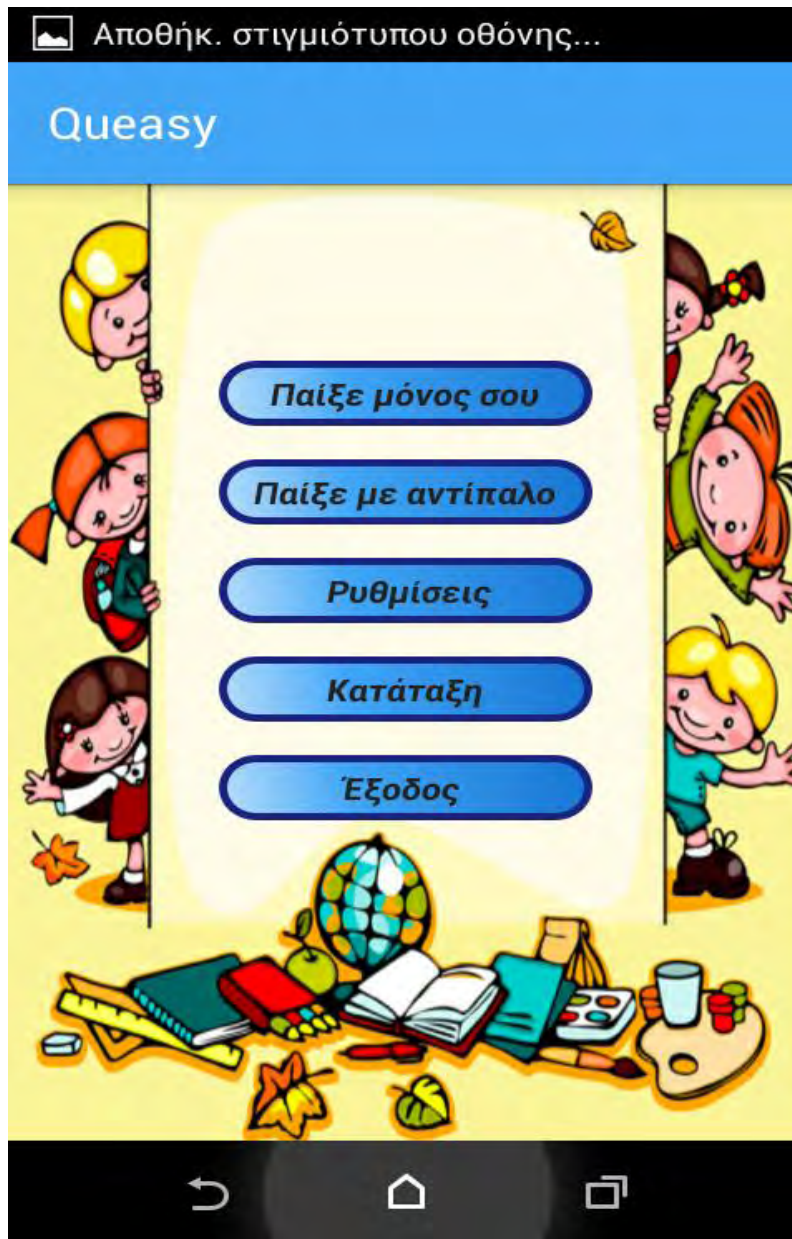 Αποθήκ. στιγμιότυπου οθόνης...
Queasy
Παίξε μόνος σου
Παίξε με αντίπαλο
Ρυθμίσεις
Κατάταξη
Έξοδος